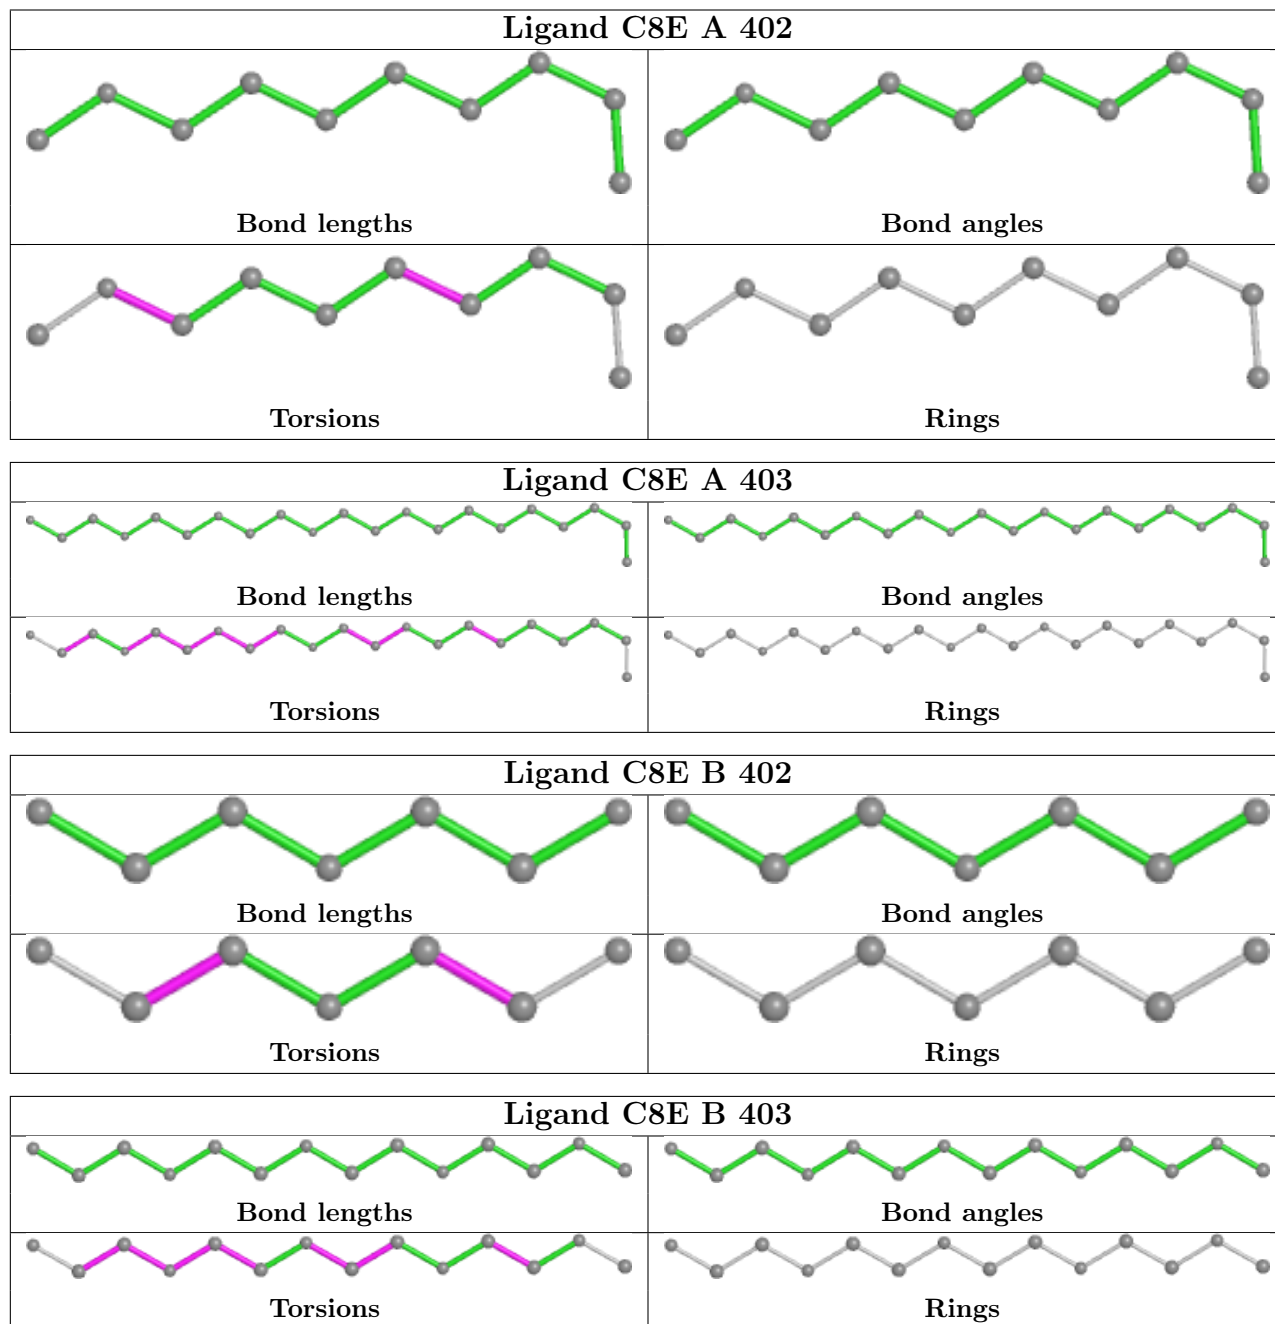 Ligand C8E A 402
Bond lengths
Bond angles
Torsions
Rings
Ligand C8E A 403
Bond lengths
Bond angles
Torsions
Rings
Ligand C8E B 402
Bond lengths
Bond angles
Torsions
Rings
Ligand C8E B 403
Bond lengths
Bond angles
Torsions
Rings